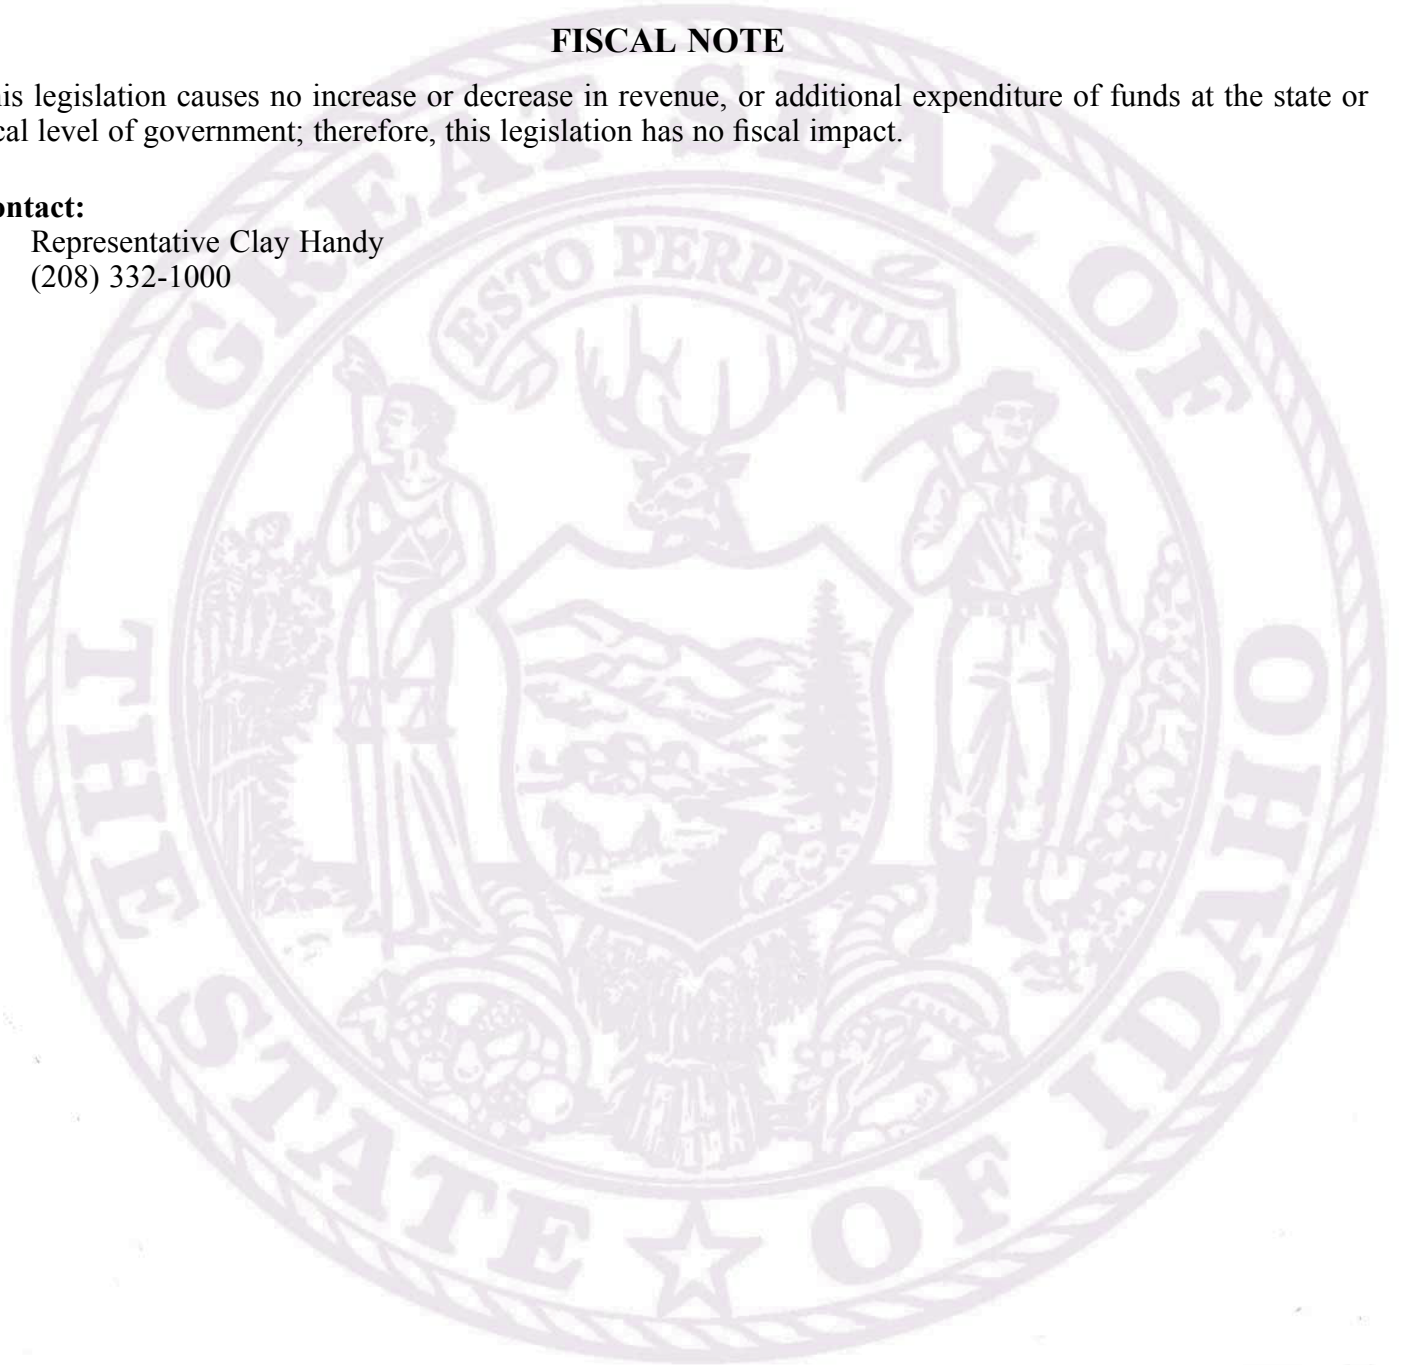 FISCAL NOTE
his legislation causes no increase or decrease in revenue, or additional expenditure of funds at the state or
cal level of government; therefore, this legislation has no fiscal impact.
ontact:
Representative Clay Handy
(208) 332-1000
GREAT SEAL OF
ESTO PERPETUA
THE STATE OF IDAHO